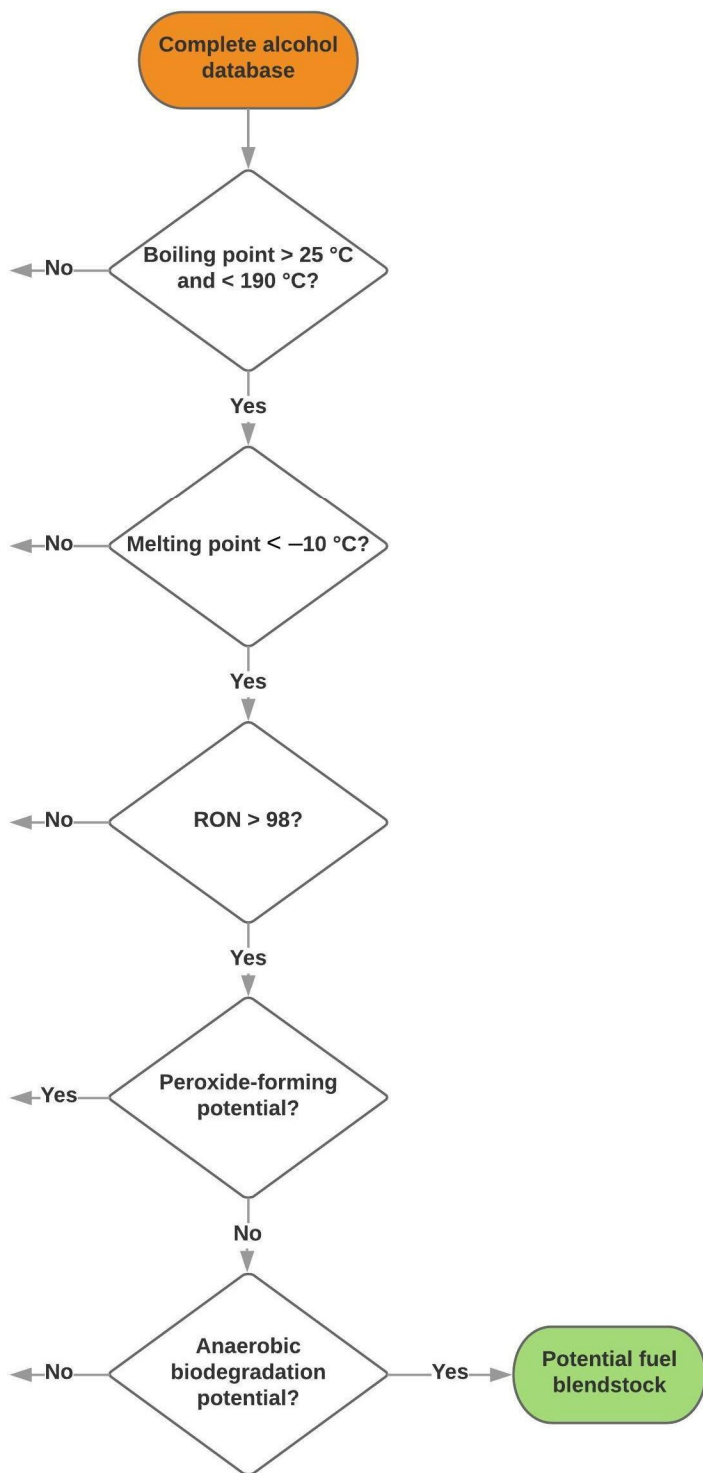 Complete alcohol
database
Boiling point > 25 °C
and < 190 °C?
No
Yes
Melting point < –10 °C?
No
Yes
RON > 98?
No
Yes
Peroxide-forming
potential?
Yes
No
Anaerobic
biodegradation
potential?
No
Yes
Potential fuel
blendstock